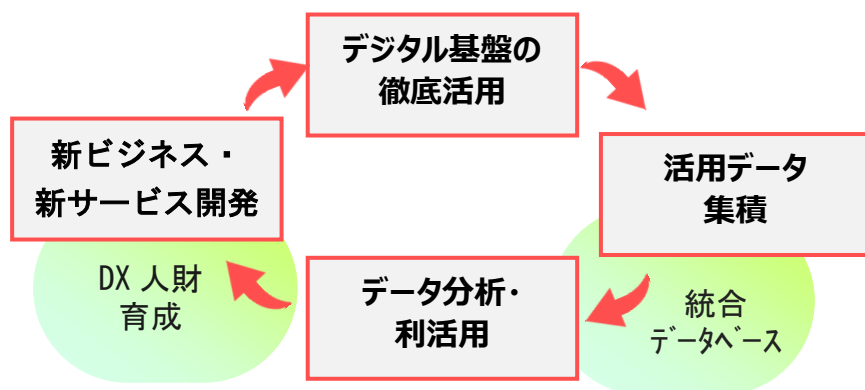 デジタル基盤の
徹底活用
新ビジネス・
新サービス開発
活用データ
集積
DX 人財
育成
データ分析・
利活用
統合
ﾃﾞｰﾀﾍﾞｰｽ